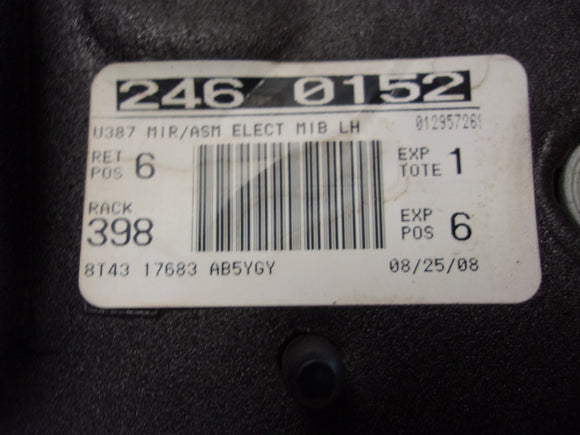 246 0152
U387 MIR/ASM ELECT MIB LH
RET POS 6
EXP TOTE 1
RACK 398
EXP POS 6
8T43 17683 AB5YGY 08/25/08